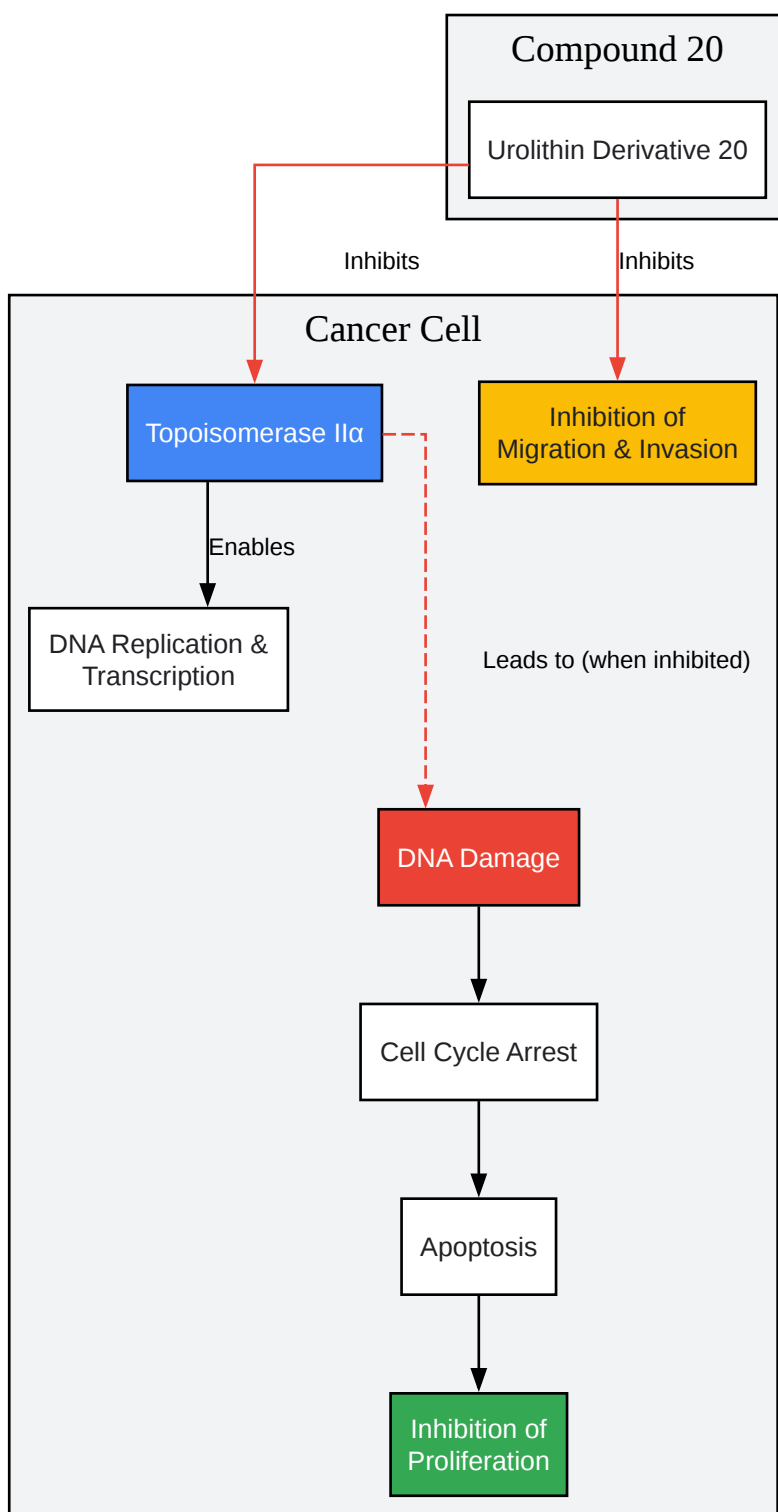 Compound 20
Urolithin Derivative 20
Inhibits
Inhibits
Cancer Cell
Topoisomerase IIα
Inhibition of
Migration & Invasion
Enables
DNA Replication &
Transcription
Leads to (when inhibited)
DNA Damage
Cell Cycle Arrest
Apoptosis
Inhibition of
Proliferation